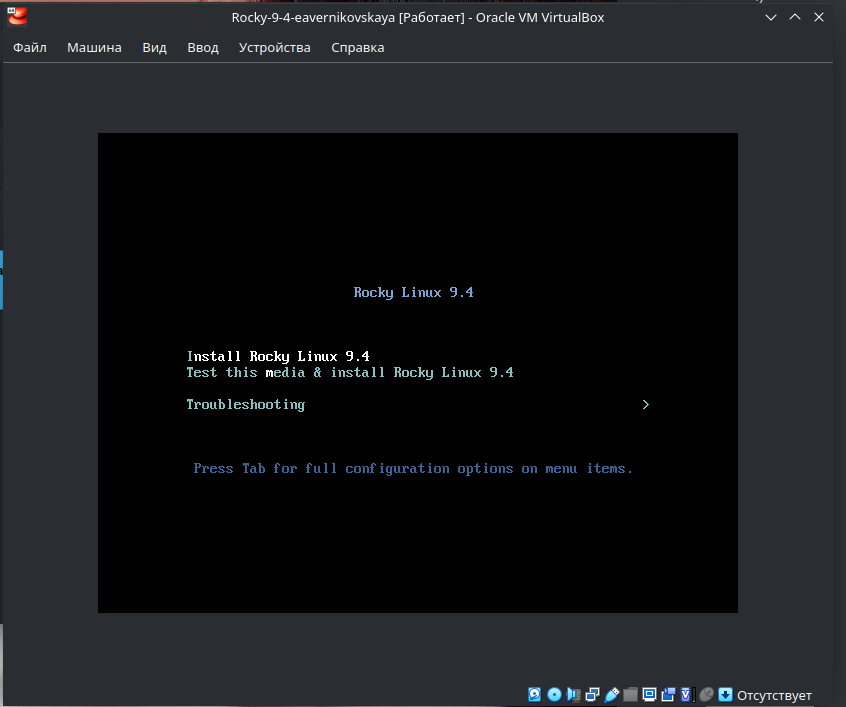 Rocky-9-4-eavernikovskaya [Работает] - Oracle VM VirtualBox
Файл Машина Вид Ввод Устройства Справка
Rocky Linux 9.4
Install Rocky Linux 9.4
Test this media & install Rocky Linux 9.4
Troubleshooting >
Press Tab for full configuration options on menu items.
Отсутствует